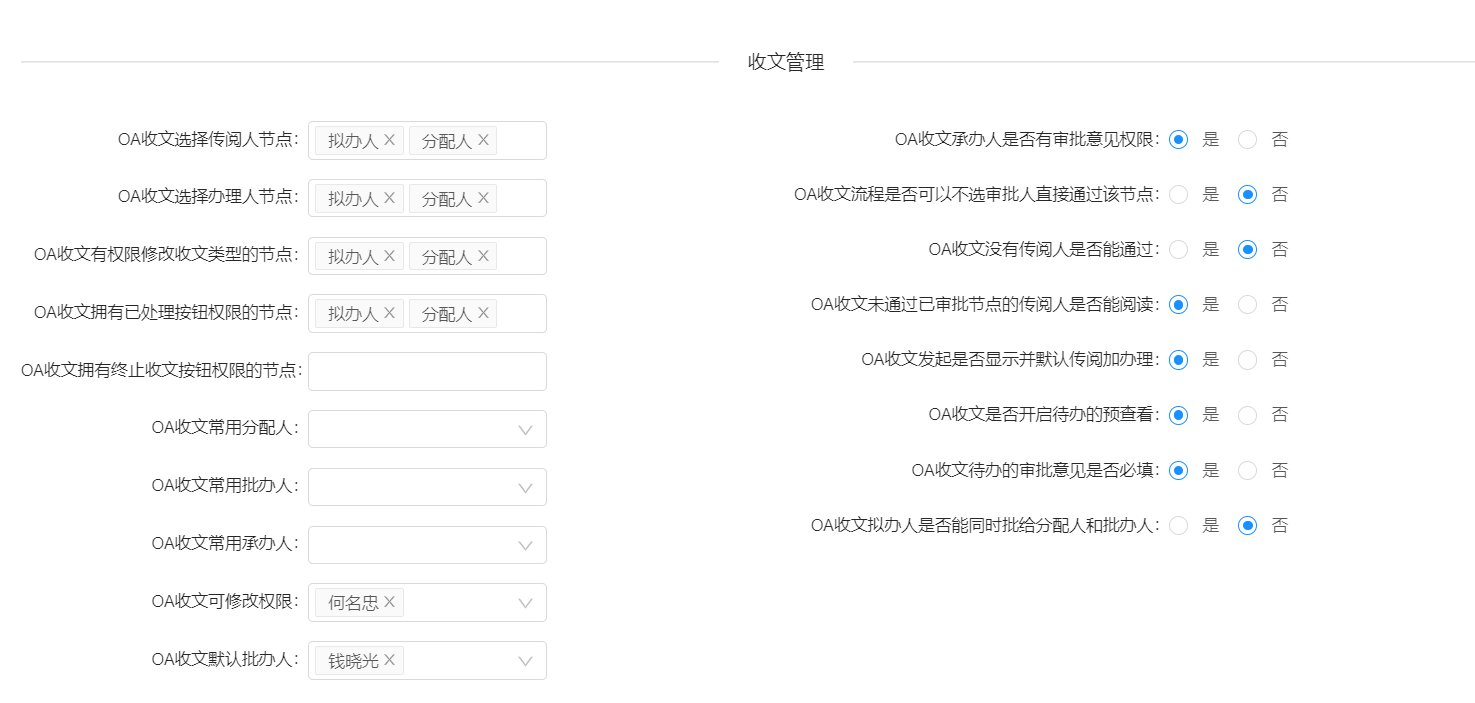 收文管理
OA收文选择传阅人节点: 拟办人 分配人
OA收文选择办理人节点: 拟办人 分配人
OA收文有权限修改收文类型的节点: 拟办人 分配人
OA收文拥有已处理按钮权限的节点: 拟办人 分配人
OA收文拥有终止收文按钮权限的节点:
OA收文常用分配人:
OA收文常用批办人:
OA收文常用承办人:
OA收文可修改权限: 何名忠
OA收文默认批办人: 钱晓光
OA收文承办人是否有审批意见权限: 是 否
OA收文流程是否可以不选审批人直接通过该节点: 是 否
OA收文没有传阅人是否能通过: 是 否
OA收文未通过已审批节点的传阅人是否能阅读: 是 否
OA收文发起是否显示并默认传阅加办理: 是 否
OA收文是否开启待办的预查看: 是 否
OA收文待办的审批意见是否必填: 是 否
OA收文拟办人是否能同时批给分配人和批办人: 是 否